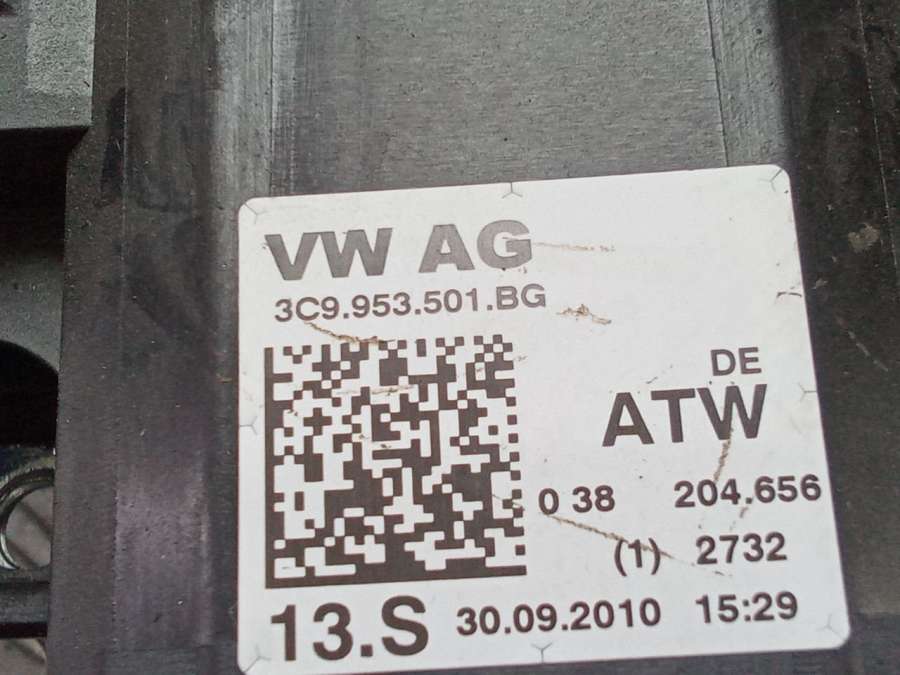 VW AG
3C9.953.501.BG
DE
ATW
0 38 204.656
(1) 2732
13.S 30.09.2010 15:29